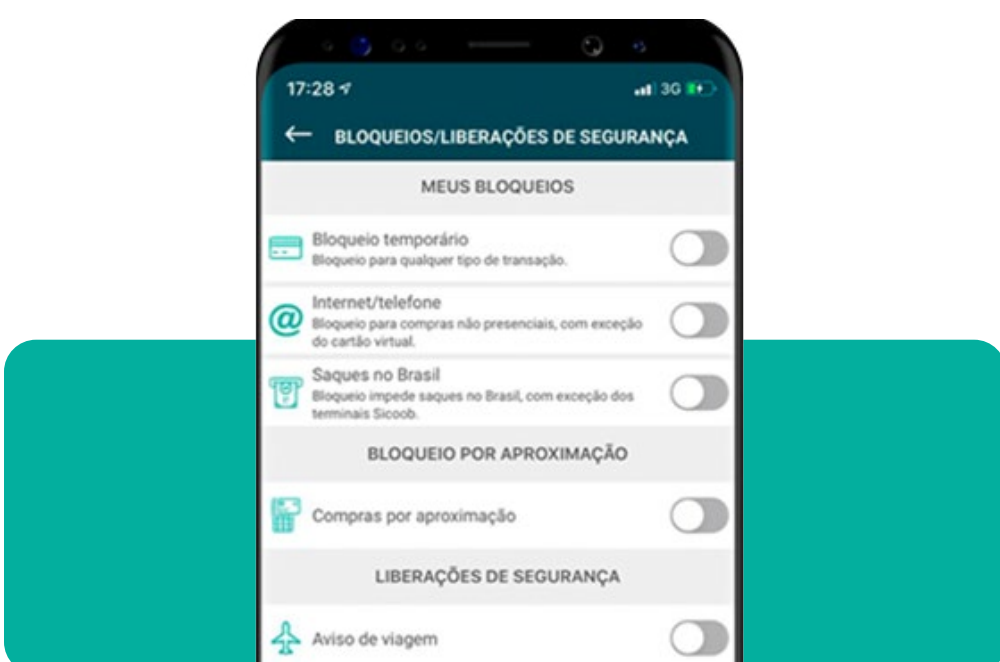 17:28
3G
BLOQUEIOS/LIBERAÇÕES DE SEGURANÇA
MEUS BLOQUEIOS
Bloqueio temporário
Bloqueio para qualquer tipo de transação.
Internet/telefone
Bloqueio para compras não presenciais, com exceção
do cartão virtual.
Saques no Brasil
Bloqueio impede saques no Brasil, com exceção dos
terminais Sicoob.
BLOQUEIO POR APROXIMAÇÃO
Compras por aproximação
LIBERAÇÕES DE SEGURANÇA
Aviso de viagem